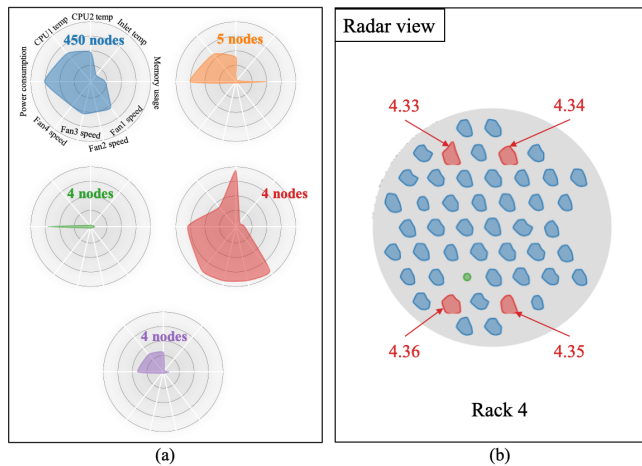 CPU1 temp
CPU2 temp
Inlet temp
Power consumption
450 nodes
Memory usage
Fan4 speed
Fan3 speed
Fan2 speed
Fan1 speed
5 nodes
4 nodes
4 nodes
4 nodes
(a)
Radar view
4.33
4.34
4.36
4.35
Rack 4
(b)